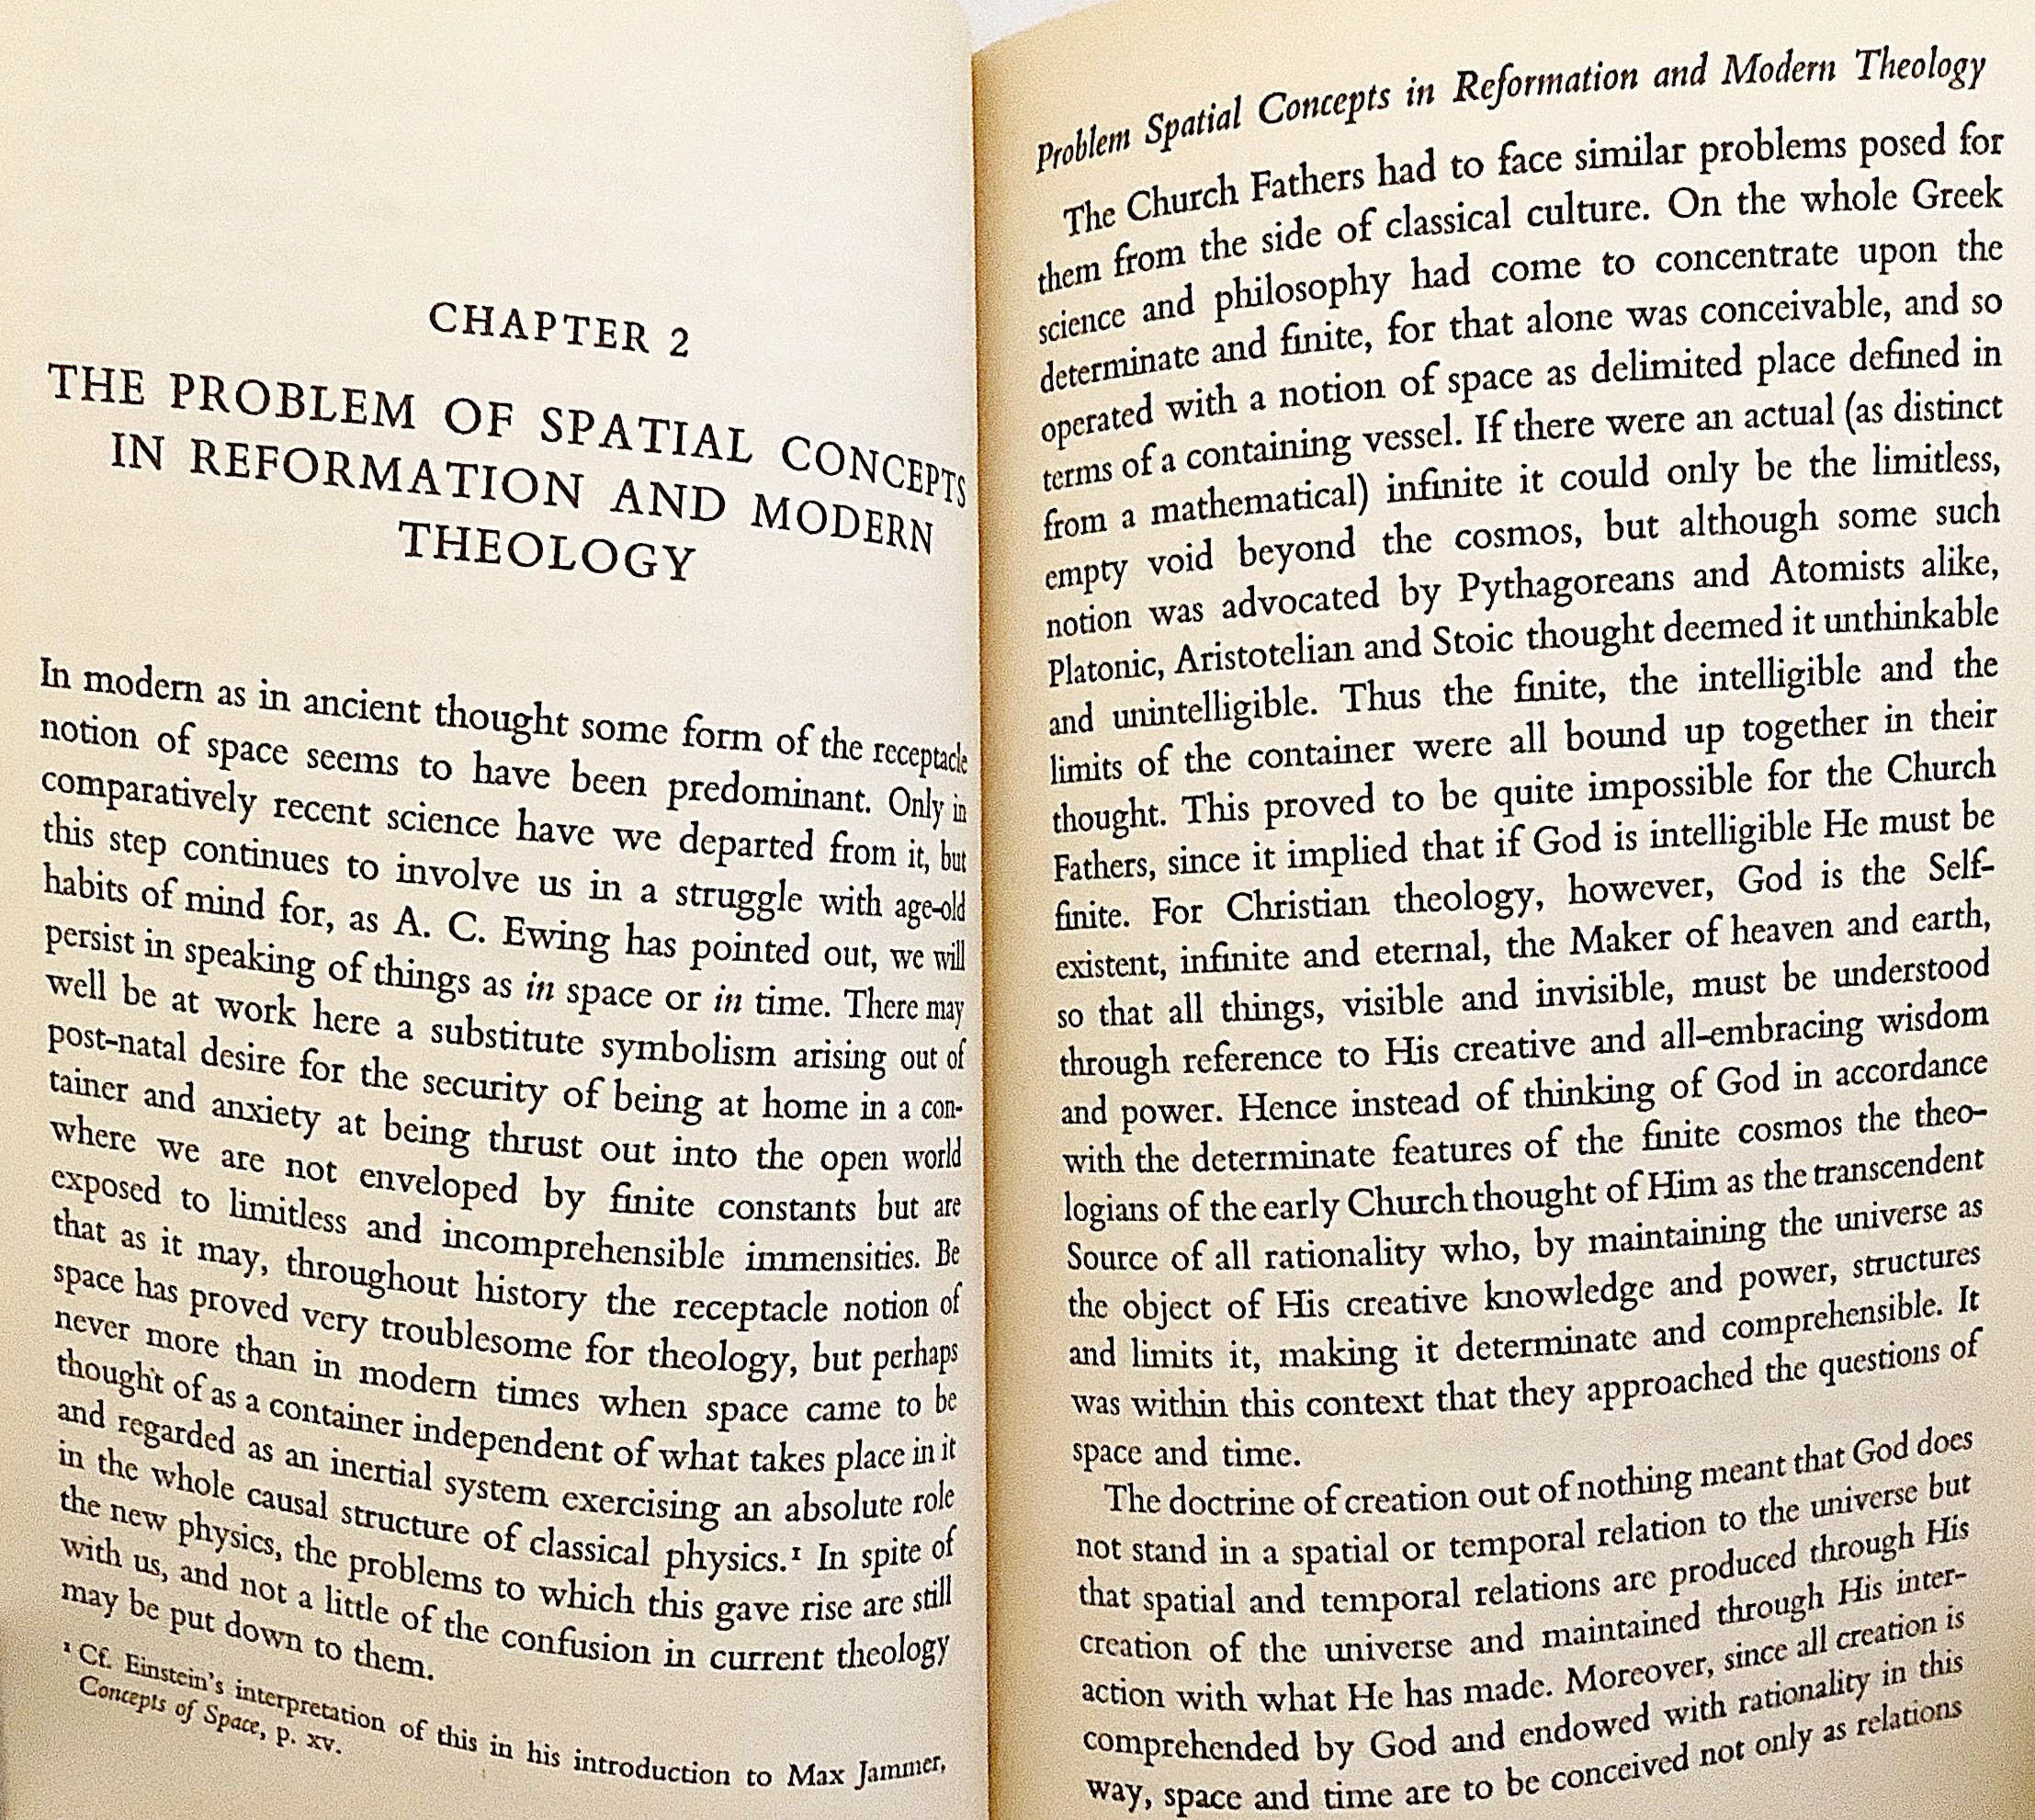 CHAPTER 2
THE PROBLEM OF SPATIAL CONCEPTS
IN REFORMATION AND MODERN
THEOLOGY
In modern as in ancient thought some form of the receptacle
notion of space seems to have been predominant. Only in
comparatively recent science have we departed from it, but
this step continues to involve us in a struggle with age-old
habits of mind for, as A. C. Ewing has pointed out, we will
persist in speaking of things as in space or in time. There may
well be at work here a substitute symbolism arising out of
post-natal desire for the security of being at home in a con-
tainer and anxiety at being thrust out into the open world
where we are not enveloped by finite constants but are
exposed to limitless and incomprehensible immensities. Be
that as it may, throughout history the receptacle notion of
space has proved very troublesome for theology, but perhaps
never more than in modern times when space came to be
thought of as a container independent of what takes place in it
and regarded as an inertial system exercising an absolute role
in the whole causal structure of classical physics.¹ In spite of
the new physics, the problems to which this gave rise are still
with us, and not a little of the confusion in current theology
may be put down to them.
¹ Cf. Einstein's interpretation of this in his introduction to Max Jammer,
Concepts of Space, p. xv.
Problem Spatial Concepts in Reformation and Modern Theology
The Church Fathers had to face similar problems posed for
them from the side of classical culture. On the whole Greek
science and philosophy had come to concentrate upon the
determinate and finite, for that alone was conceivable, and so
operated with a notion of space as delimited place defined in
terms of a containing vessel. If there were an actual (as distinct
from a mathematical) infinite it could only be the limitless,
empty void beyond the cosmos, but although some such
notion was advocated by Pythagoreans and Atomists alike,
Platonic, Aristotelian and Stoic thought deemed it unthinkable
and unintelligible. Thus the finite, the intelligible and the
limits of the container were all bound up together in their
thought. This proved to be quite impossible for the Church
Fathers, since it implied that if God is intelligible He must be
finite. For Christian theology, however, God is the Self-
existent, infinite and eternal, the Maker of heaven and earth,
so that all things, visible and invisible, must be understood
through reference to His creative and all-embracing wisdom
and power. Hence instead of thinking of God in accordance
with the determinate features of the finite cosmos the theo-
logians of the early Church thought of Him as the transcendent
Source of all rationality who, by maintaining the universe as
the object of His creative knowledge and power, structures
and limits it, making it determinate and comprehensible. It
was within this context that they approached the questions of
space and time.
The doctrine of creation out of nothing meant that God does
not stand in a spatial or temporal relation to the universe but
that spatial and temporal relations are produced through His
creation of the universe and maintained through His inter-
action with what He has made. Moreover, since all creation is
comprehended by God and endowed with rationality in this
way, space and time are to be conceived not only as relations